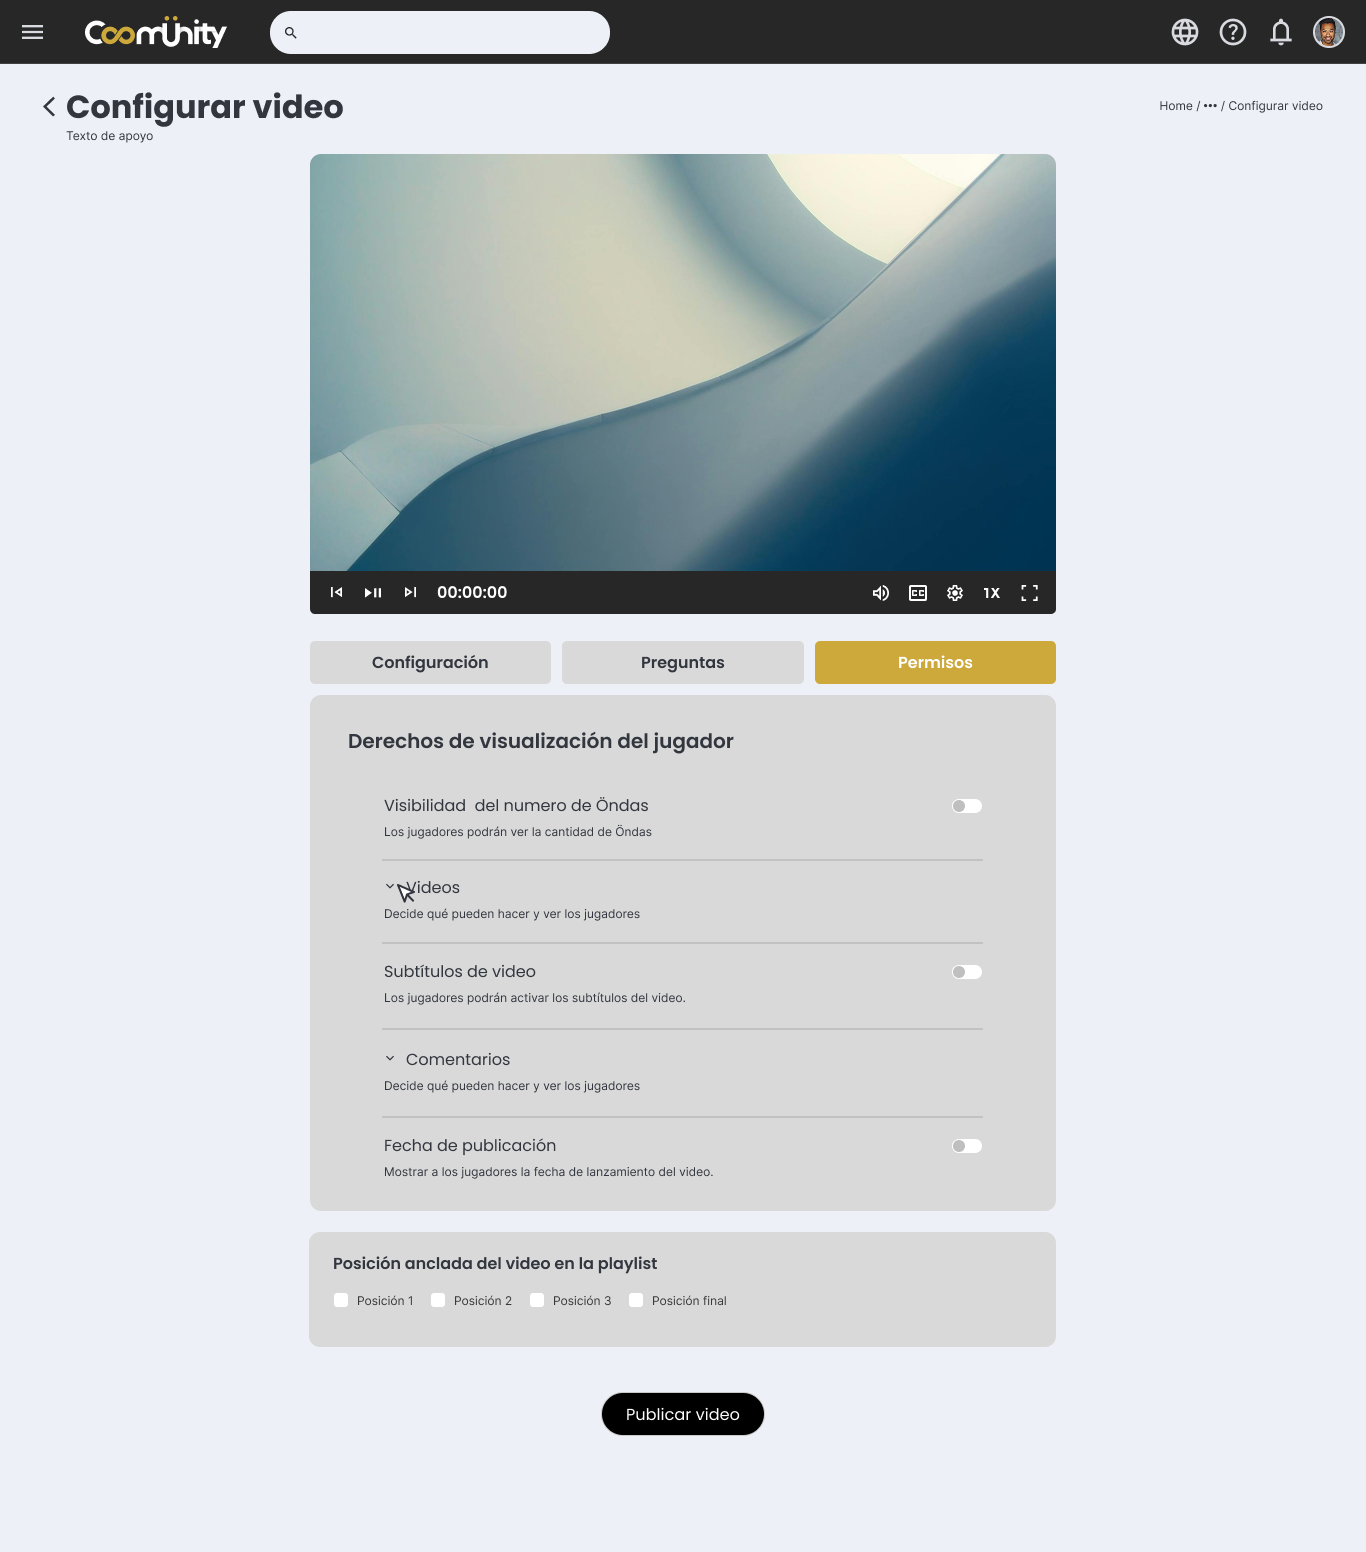 CoomÜnity
Configurar video
Home / ••• / Configurar video
Texto de apoyo
00:00:00
CC
1X
Configuración
Preguntas
Permisos
Derechos de visualización del jugador
Visibilidad  del numero de Öndas
Los jugadores podrán ver la cantidad de Öndas
Videos
Decide qué pueden hacer y ver los jugadores
Subtítulos de video
Los jugadores podrán activar los subtítulos del video.
Comentarios
Decide qué pueden hacer y ver los jugadores
Fecha de publicación
Mostrar a los jugadores la fecha de lanzamiento del video.
Posición anclada del video en la playlist
Posición 1
Posición 2
Posición 3
Posición final
Publicar video